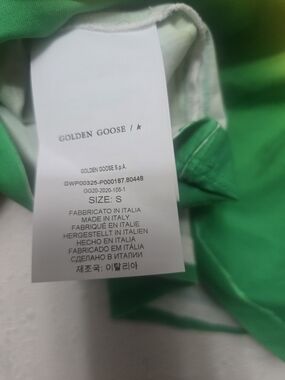 GOLDEN GOOSE / ★
GOLDEN GOOSE S.p.A.
GWP00325-P000187.80448
GG20-2020-105-1
SIZE: S
FABBRICATO IN ITALIA
MADE IN ITALY
FABRIQUÉ EN ITALIE
HERGESTELLT IN ITALIEN
HECHO EN ITALIA
FABRICADO EM ITÁLIA
СДЕЛАНО В ИТАЛИИ
제조국: 이탈리아